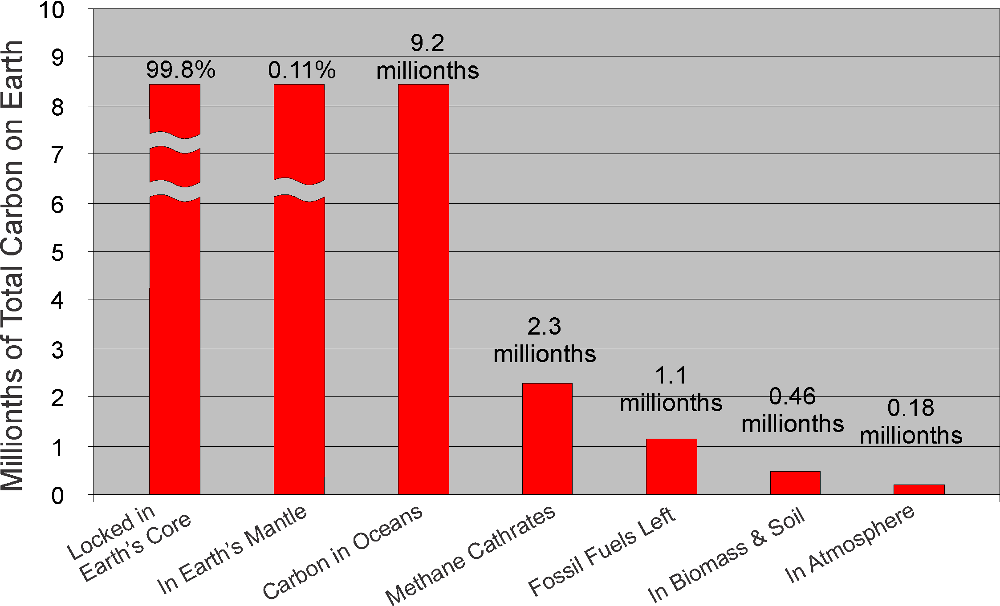 Millionths of Total Carbon on Earth
10
9
8
7
6
5
4
3
2
1
0
99.8%
0.11%
9.2
millionths
2.3
millionths
1.1
millionths
0.46
millionths
0.18
millionths
Locked in
Earth's Core
In Earth's Mantle
Carbon in Oceans
Methane Cathrates
Fossil Fuels Left
In Biomass & Soil
In Atmosphere